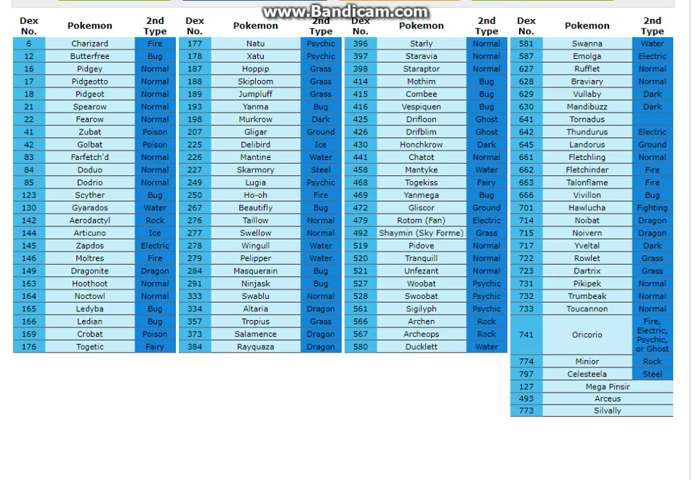 www.Bandicam.com
Dex No. Pokemon 2nd Type
6 Charizard Fire
12 Butterfree Bug
16 Pidgey Normal
17 Pidgeotto Normal
18 Pidgeot Normal
21 Spearow Normal
22 Fearow Normal
41 Zubat Poison
42 Golbat Poison
83 Farfetch'd Normal
84 Doduo Normal
85 Dodrio Normal
123 Scyther Bug
130 Gyarados Water
142 Aerodactyl Rock
144 Articuno Ice
145 Zapdos Electric
146 Moltres Fire
149 Dragonite Dragon
163 Hoothoot Normal
164 Noctowl Normal
165 Ledyba Bug
166 Ledian Bug
169 Crobat Poison
176 Togetic Fairy
Dex No. Pokemon 2nd Type
177 Natu Psychic
178 Xatu Psychic
187 Hoppip Grass
188 Skiploom Grass
189 Jumpluff Grass
193 Yanma Bug
198 Murkrow Dark
207 Gligar Ground
225 Delibird Ice
226 Mantine Water
227 Skarmory Steel
249 Lugia Psychic
250 Ho-oh Fire
267 Beautifly Bug
276 Taillow Normal
277 Swellow Normal
278 Wingull Water
279 Pelipper Water
284 Masquerain Bug
291 Ninjask Bug
333 Swablu Normal
334 Altaria Dragon
357 Tropius Grass
373 Salamence Dragon
384 Rayquaza Dragon
Dex No. Pokemon 2nd Type
396 Starly Normal
397 Staravia Normal
398 Staraptor Normal
414 Mothim Bug
415 Combee Bug
416 Vespiquen Bug
425 Drifloon Ghost
426 Drifblim Ghost
430 Honchkrow Dark
441 Chatot Normal
458 Mantyke Water
468 Togekiss Fairy
469 Yanmega Bug
472 Gliscor Ground
479 Rotom (Fan) Electric
492 Shaymin (Sky Forme) Grass
519 Pidove Normal
520 Tranquill Normal
521 Unfezant Normal
527 Woobat Psychic
528 Swoobat Psychic
561 Sigilyph Psychic
566 Archen Rock
567 Archeops Rock
580 Ducklett Water
Dex No. Pokemon 2nd Type
581 Swanna Water
587 Emolga Electric
627 Rufflet Normal
628 Braviary Normal
629 Vullaby Dark
630 Mandibuzz Dark
641 Tornadus
642 Thundurus Electric
645 Landorus Ground
661 Fletchling Normal
662 Fletchinder Fire
663 Talonflame Fire
666 Vivillon Bug
701 Hawlucha Fighting
714 Noibat Dragon
715 Noivern Dragon
717 Yveltal Dark
722 Rowlet Grass
723 Dartrix Grass
731 Pikipek Normal
732 Trumbeak Normal
733 Toucannon Normal
741 Oricorio Fire,
Electric,
Psychic,
or Ghost
774 Minior Rock
797 Celesteela Steel
127 Mega Pinsir
493 Arceus
773 Silvally